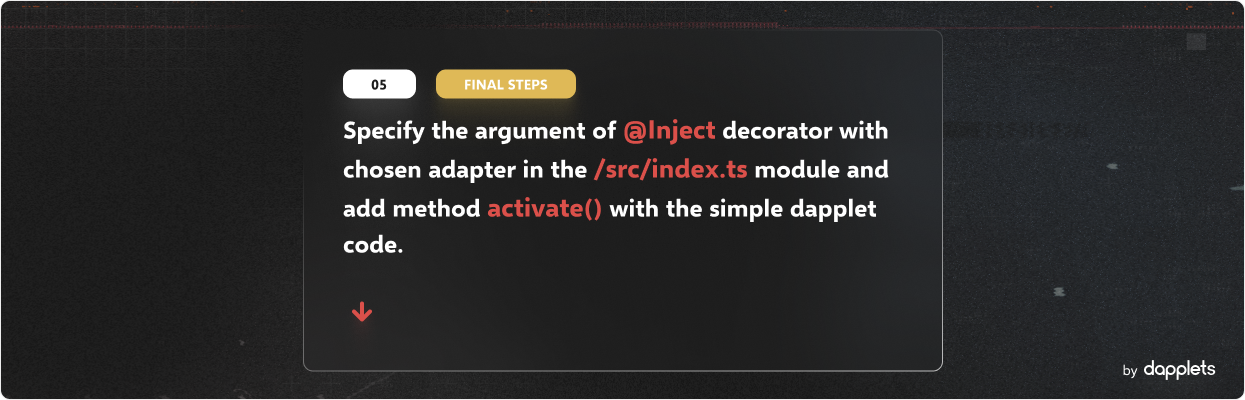 05 FINAL STEPS
Specify the argument of @Inject decorator with
chosen adapter in the /src/index.ts module and
add method activate() with the simple dapplet
code.
by dapplets